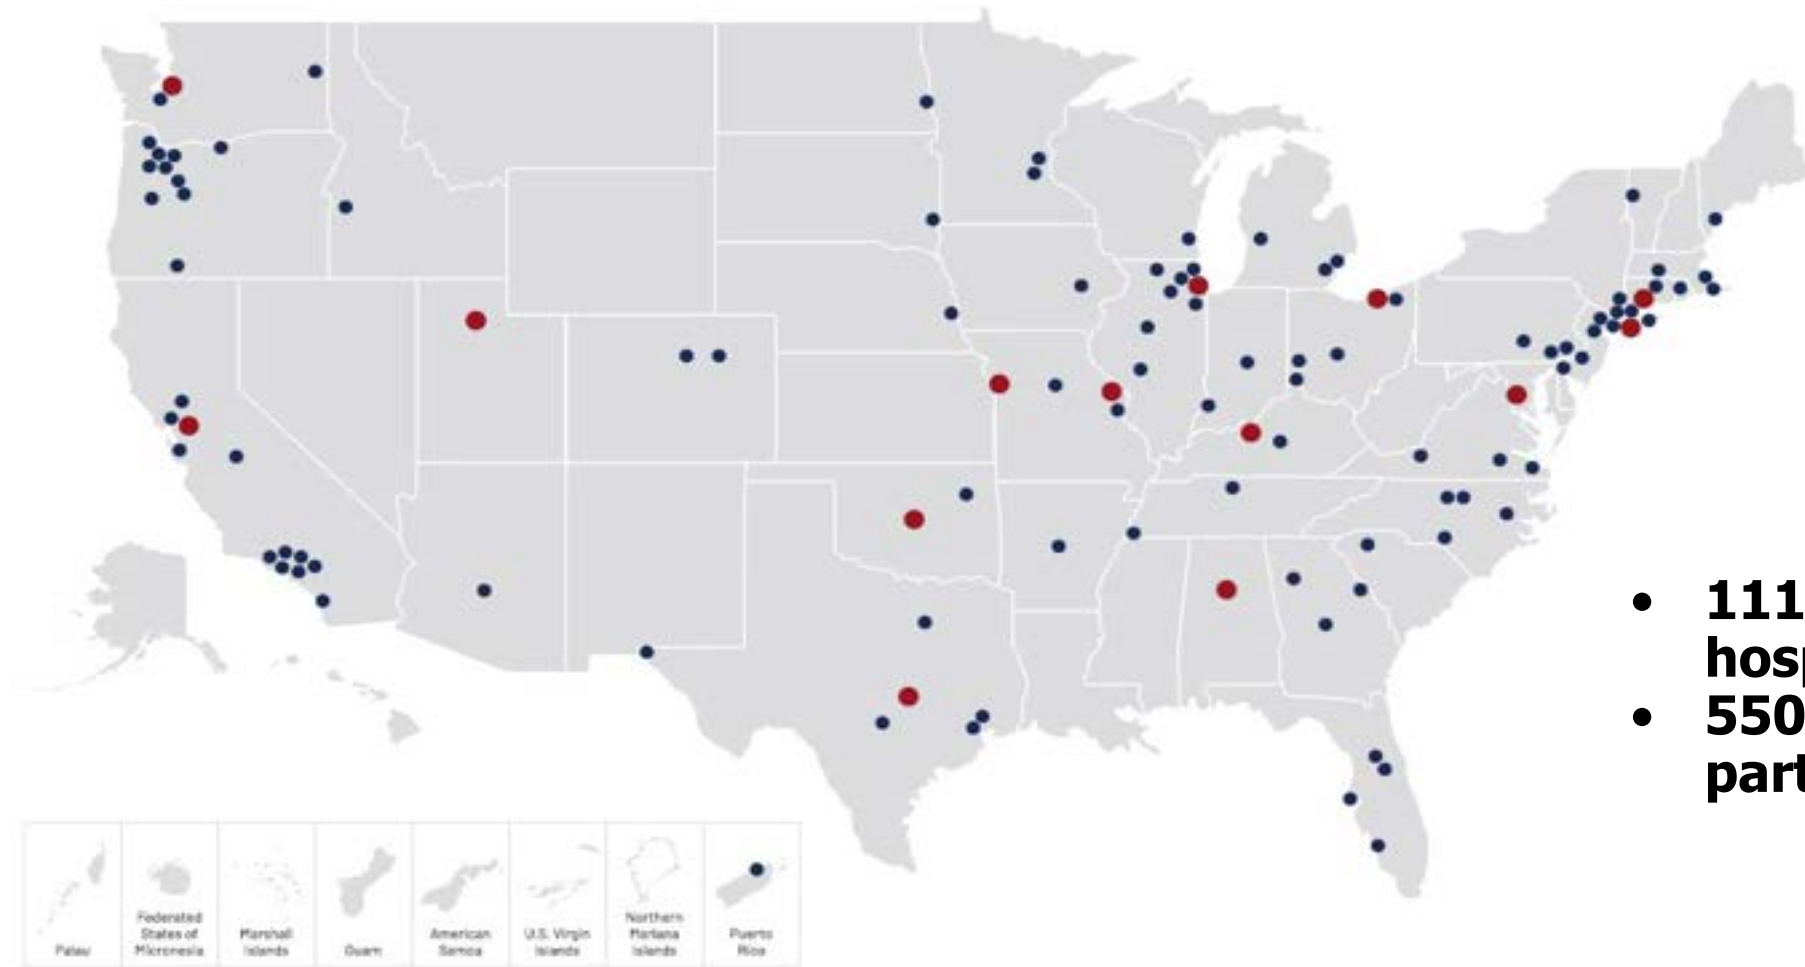 • 111
hosp
• 550
part
Palau
Federated
States of
Micronesia
Marshall
Islands
Guam
American
Samoa
U.S. Virgin
Islands
Northern
Mariana
Islands
Puerto
Rico